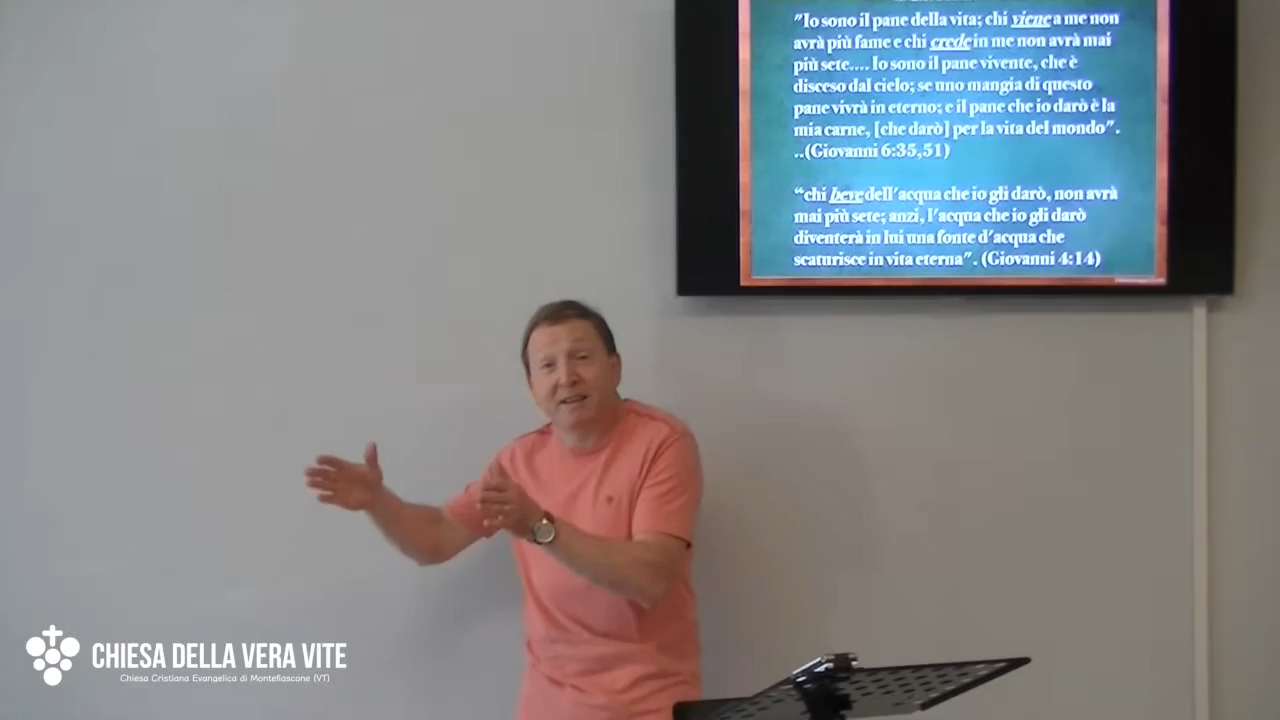 "Io sono il pane della vita; chi viene a me non
avrà più fame e chi crede in me non avrà mai
più sete.... Io sono il pane vivente, che è
disceso dal cielo; se uno mangia di questo
pane vivrà in eterno; e il pane che io darò è la
mia carne, [che darò] per la vita del mondo".
..(Giovanni 6:35,51)
“chi beve dell'acqua che io gli darò, non avrà
mai più sete; anzi, l'acqua che io gli darò
diventerà in lui una fonte d'acqua che
scaturisce in vita eterna". (Giovanni 4:14)
CHIESA DELLA VERA VITE
Chiesa Cristiana Evangelica di Montefiascone (VT)